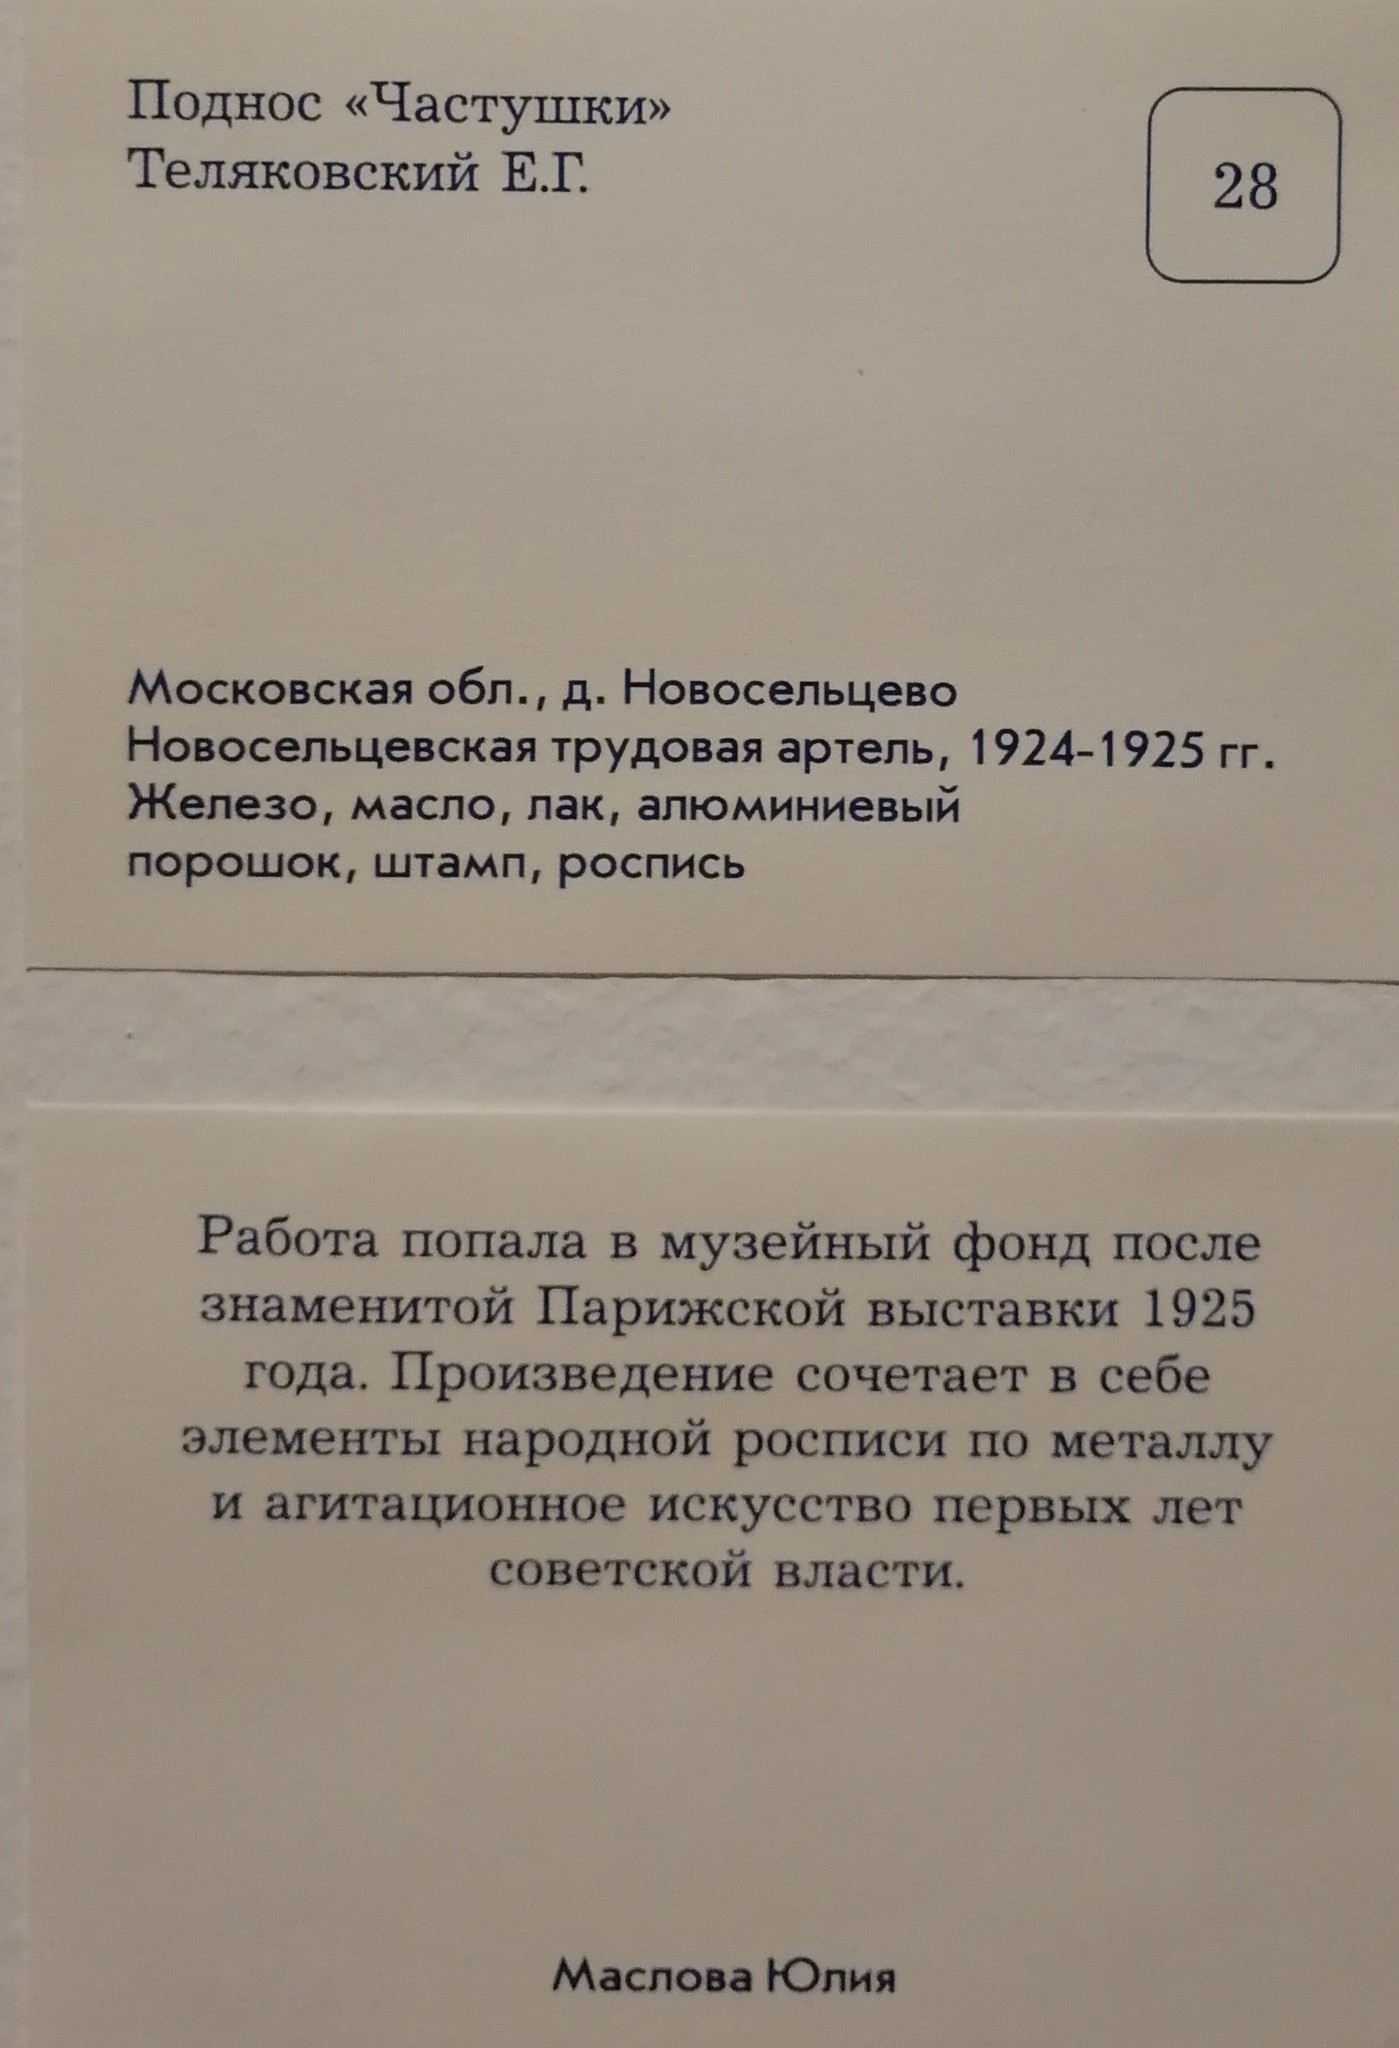 Поднос «Частушки»
Теляковский Е.Г.
28
Московская обл., д. Новосельцево
Новосельцевская трудовая артель, 1924-1925 гг.
Железо, масло, лак, алюминиевый
порошок, штамп, роспись
Работа попала в музейный фонд после
знаменитой Парижской выставки 1925
года. Произведение сочетает в себе
элементы народной росписи по металлу
и агитационное искусство первых лет
советской власти.
Маслова Юлия